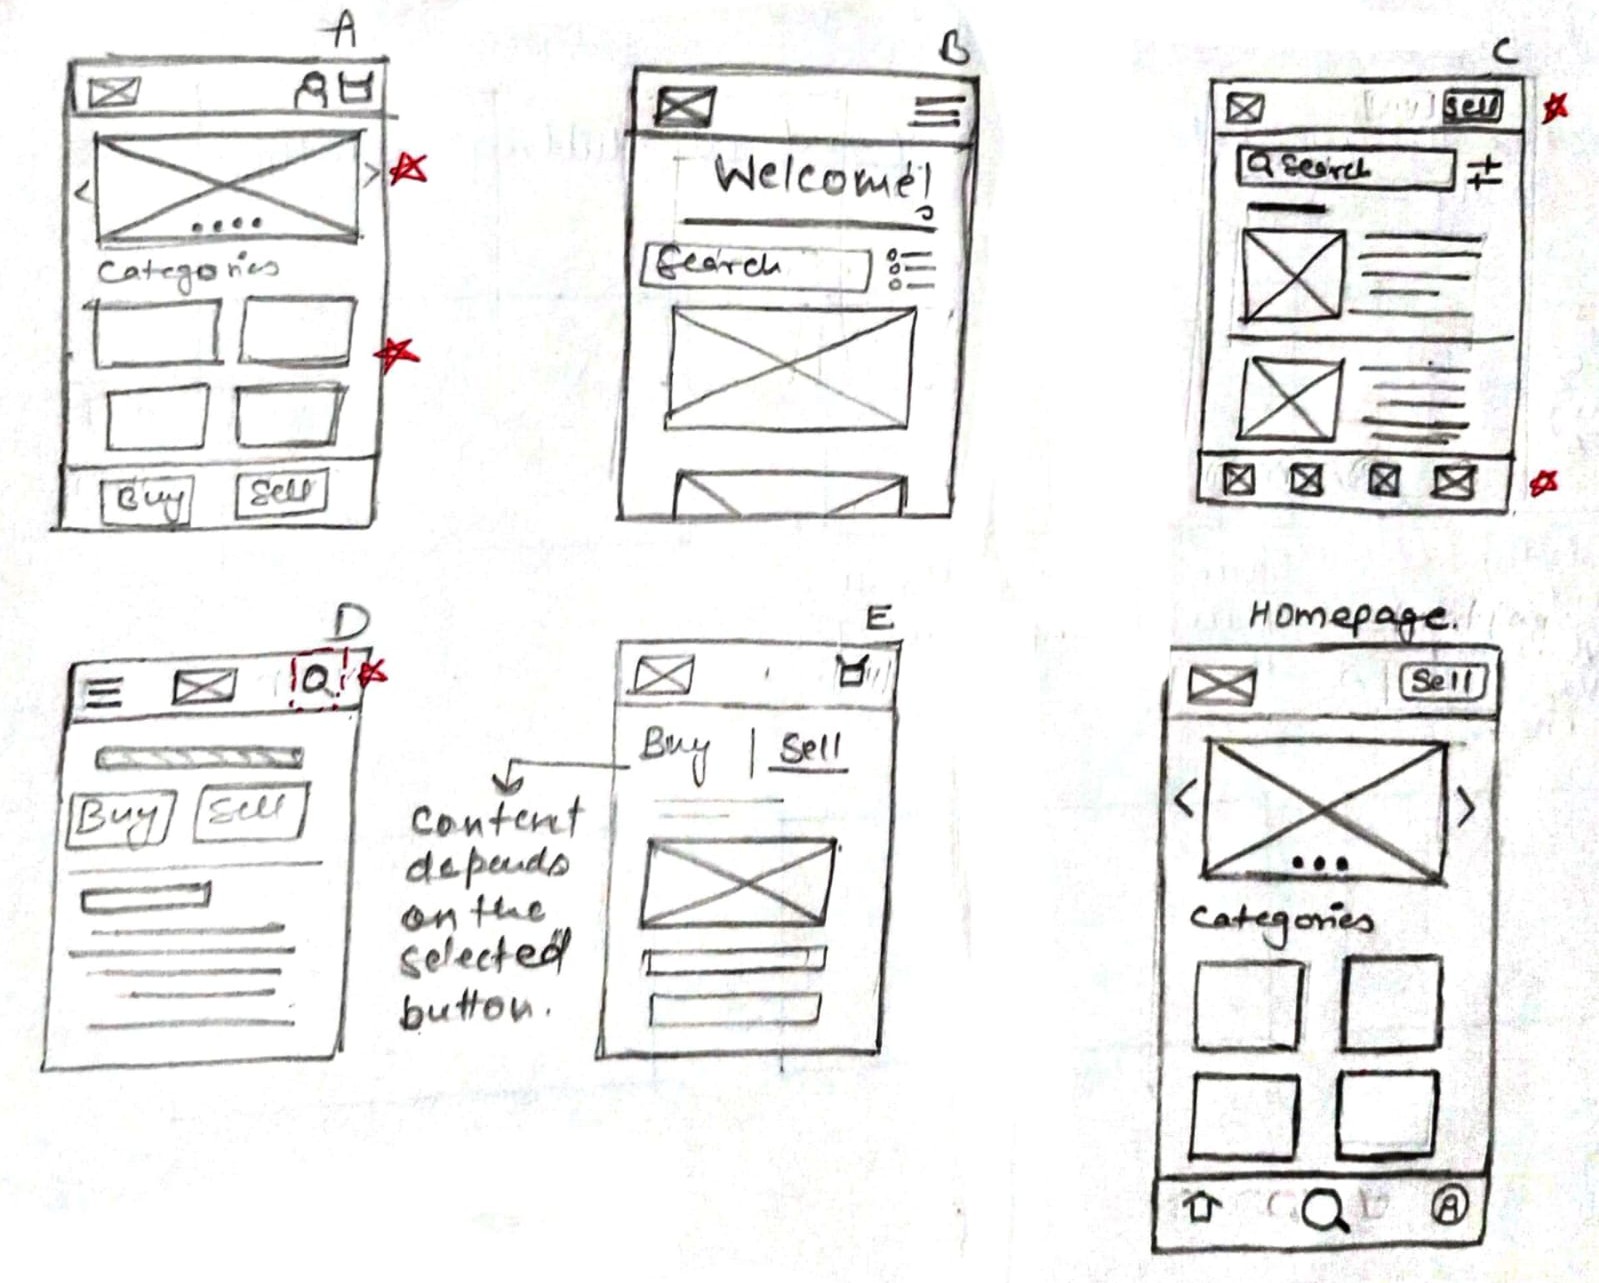 A
Categories
Buy
Sell
B
Welcome!
Search
C
Sell
Search
D
Buy
Sell
E
Buy | Sell
Content
depends
on the
selected
button.
Homepage.
Sell
Categories
A